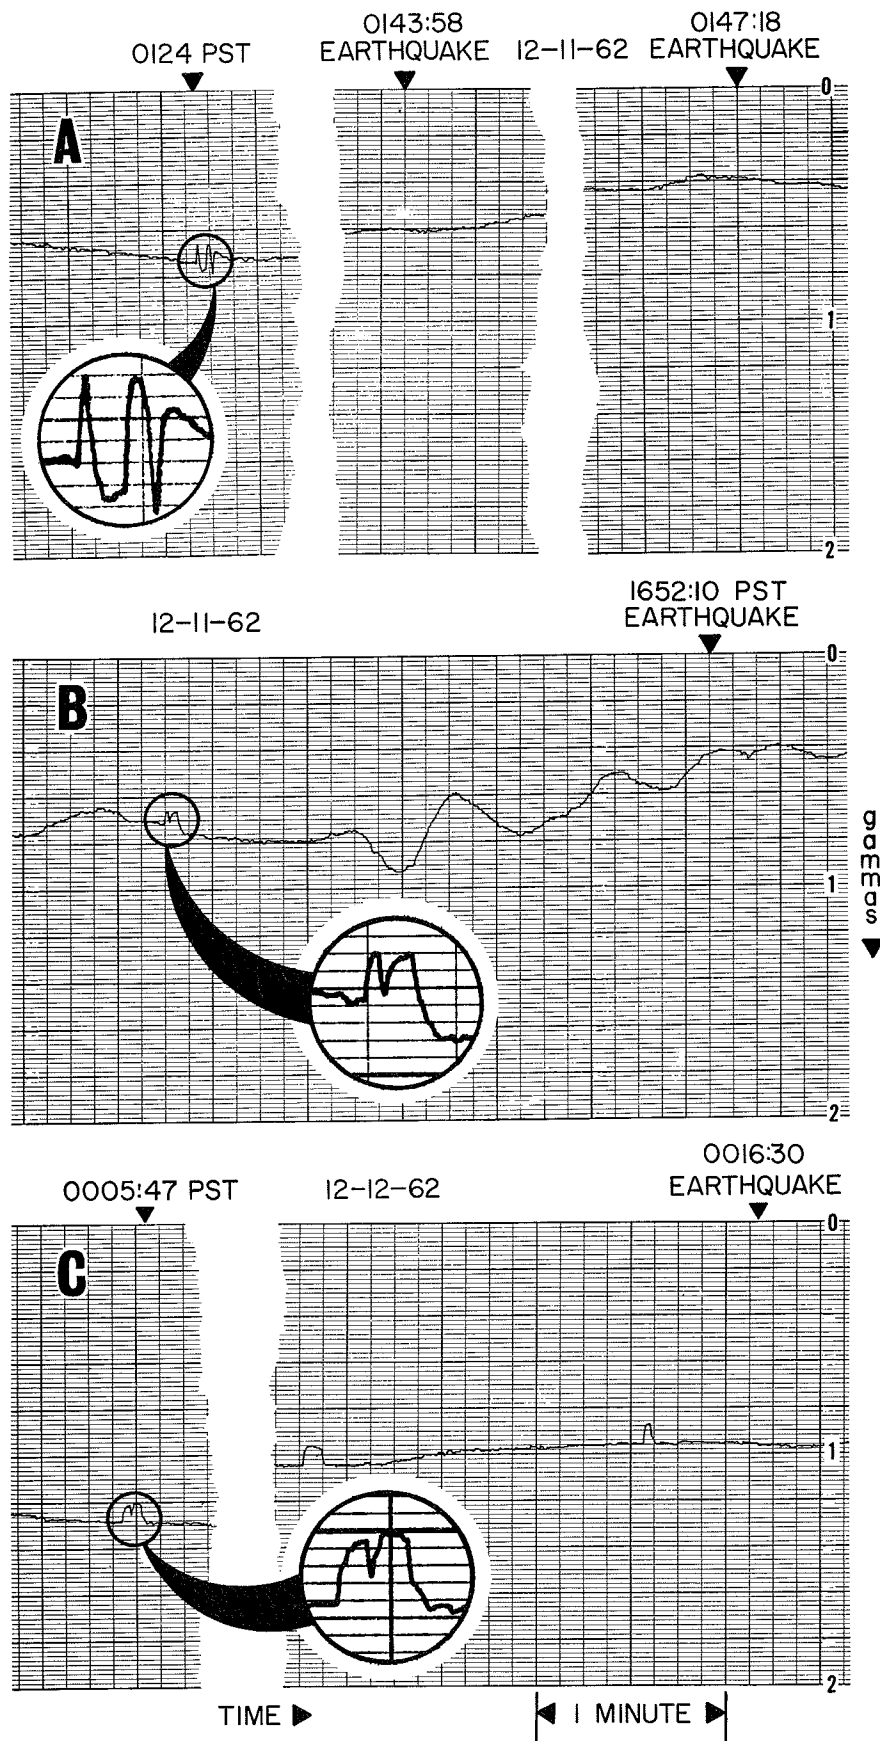 0143:58
0147:18
0124 PST
EARTHQUAKE
12-11-62
EARTHQUAKE
A
0
1
2
1652:10 PST
12-11-62
EARTHQUAKE
B
0
1
2
gammas
0016:30
0005:47 PST
12-12-62
EARTHQUAKE
C
0
1
2
TIME
1 MINUTE